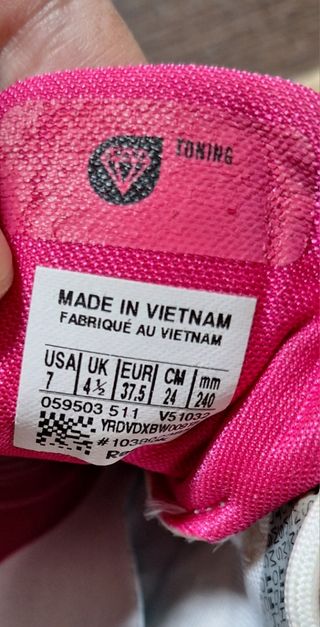 TONING
MADE IN VIETNAM
FABRIQUÉ AU VIETNAM
USA UK EUR CM mm
7 4½ 37.5 24 240
059503 511